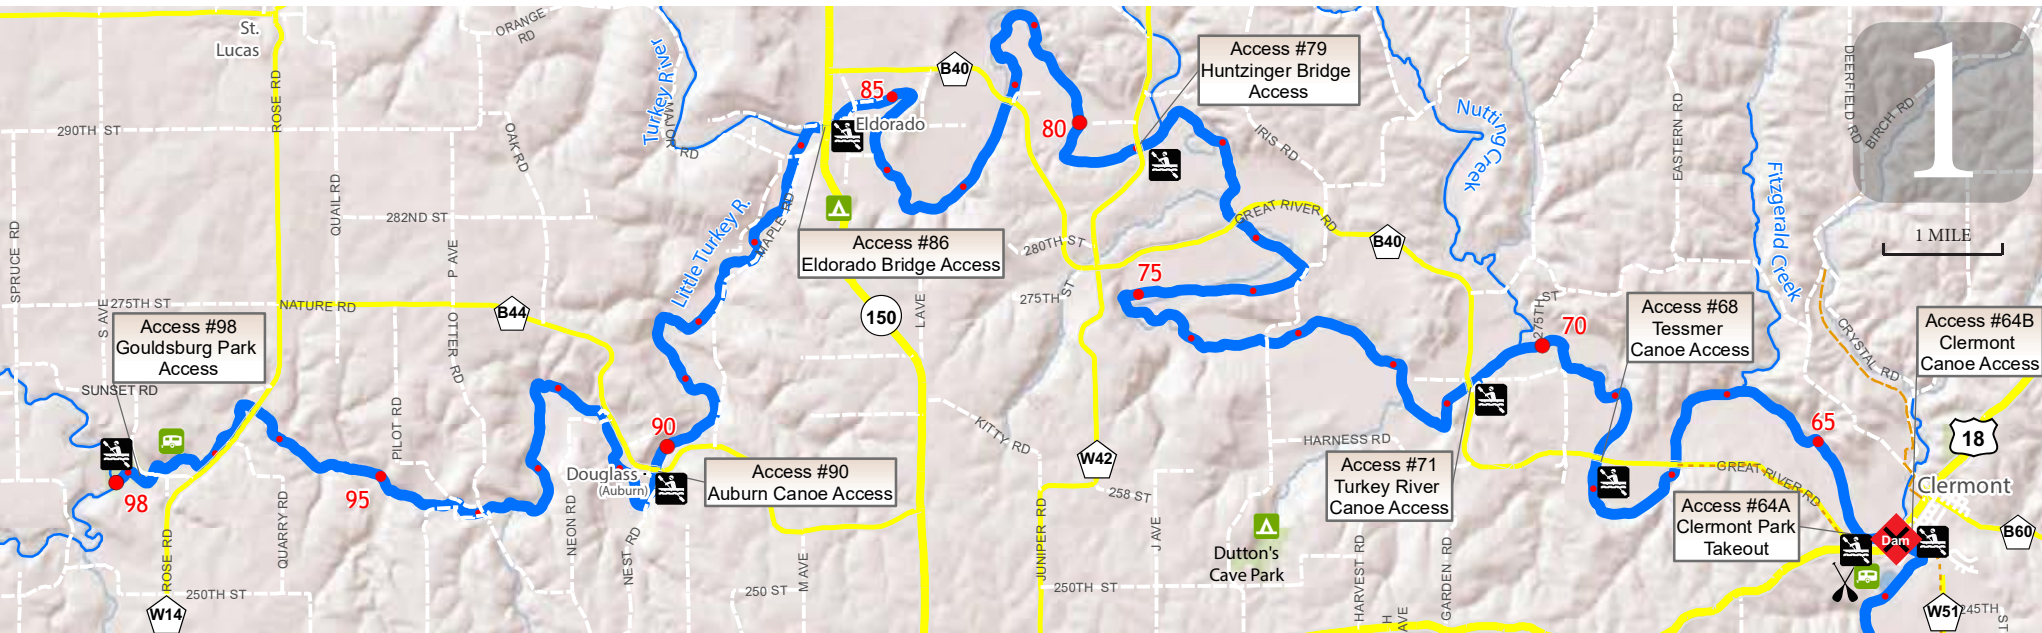 St.
Lucas
ORANGE
RD
ROSE RD
290TH ST
OAK RD
QUAIL RD
282ND ST
P AVE
SPRUCE RD
S AVE
275TH ST
NATURE RD
B44
OTTER RD
PILOT RD
Access #98
Gouldsburg Park
Access
SUNSET RD
98
95
QUARRY RD
ROSE RD
250TH ST
W14
NEON RD
NEST RD
Douglass
(Auburn)
90
Access #90
Auburn Canoe Access
Turkey River
MAJOR RD
Little Turkey R.
MAPLE RD
85
Eldorado
B40
Access #86
Eldorado Bridge Access
150
L AVE
M AVE
250 ST
80
Access #79
Huntzinger Bridge
Access
IRIS RD
GREAT RIVER RD
B40
280TH ST
275TH ST
75
KITTY RD
W42
258 ST
JUNIPER RD
J AVE
250TH ST
Dutton's
Cave Park
HARNESS RD
Access #71
Turkey River
Canoe Access
HARVEST RD
H AVE
GARDEN RD
Nutting
Creek
275TH ST
70
Access #68
Tessmer
Canoe Access
EASTERN RD
Fitzgerald Creek
DEERFIELD RD
BIRCH RD
1
1 MILE
CRYSTAL RD
Access #64B
Clermont
Canoe Access
65
18
GREAT RIVER RD
Clermont
Access #64A
Clermont Park
Takeout
Dam
B60
W51
245TH ST